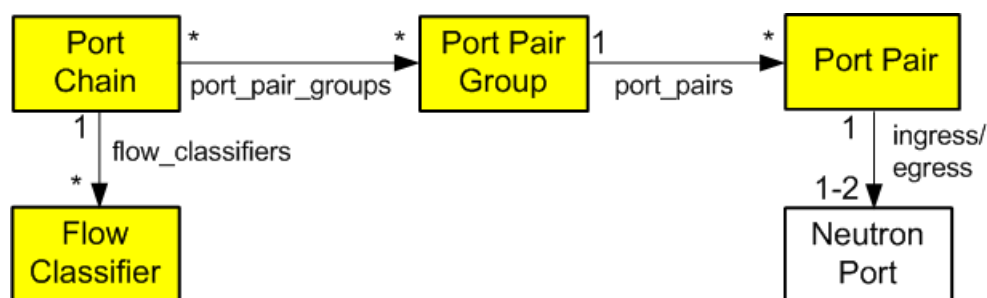 Port
Chain
*
*
port_pair_groups
Port Pair
Group
1
*
port_pairs
Port Pair
1
flow_classifiers
*
Flow
Classifier
1
ingress/
egress
1-2
Neutron
Port